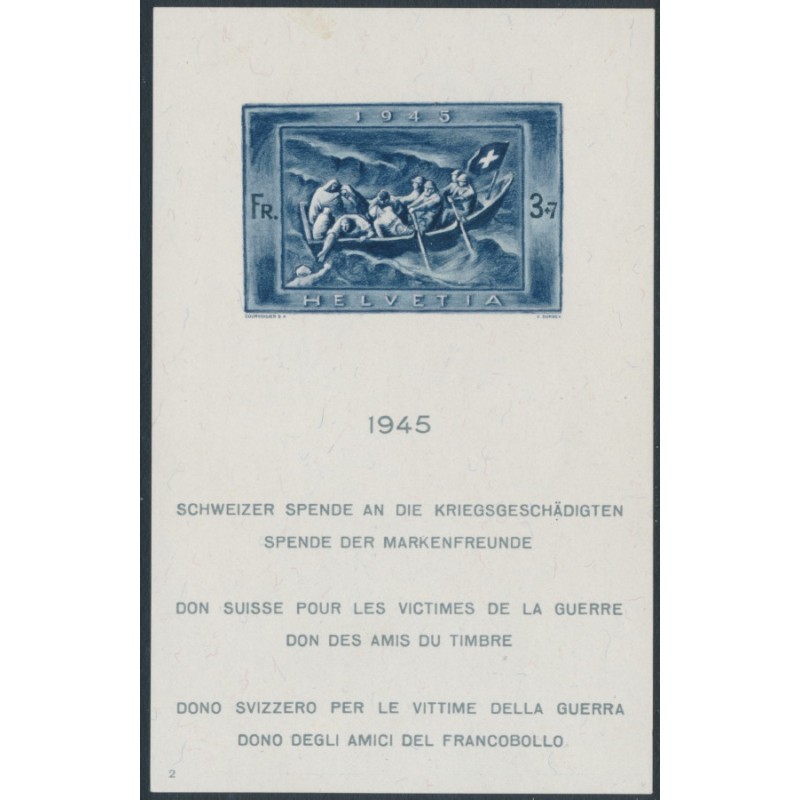 1945
FR. 3+7
HELVETIA
COURVOISIER S.A.
1945
SCHWEIZER SPENDE AN DIE KRIEGSGESCHÄDIGTEN
SPENDE DER MARKENFREUNDE
DON SUISSE POUR LES VICTIMES DE LA GUERRE
DON DES AMIS DU TIMBRE
DONO SVIZZERO PER LE VITTIME DELLA GUERRA
DONO DEGLI AMICI DEL FRANCOBOLLO
2